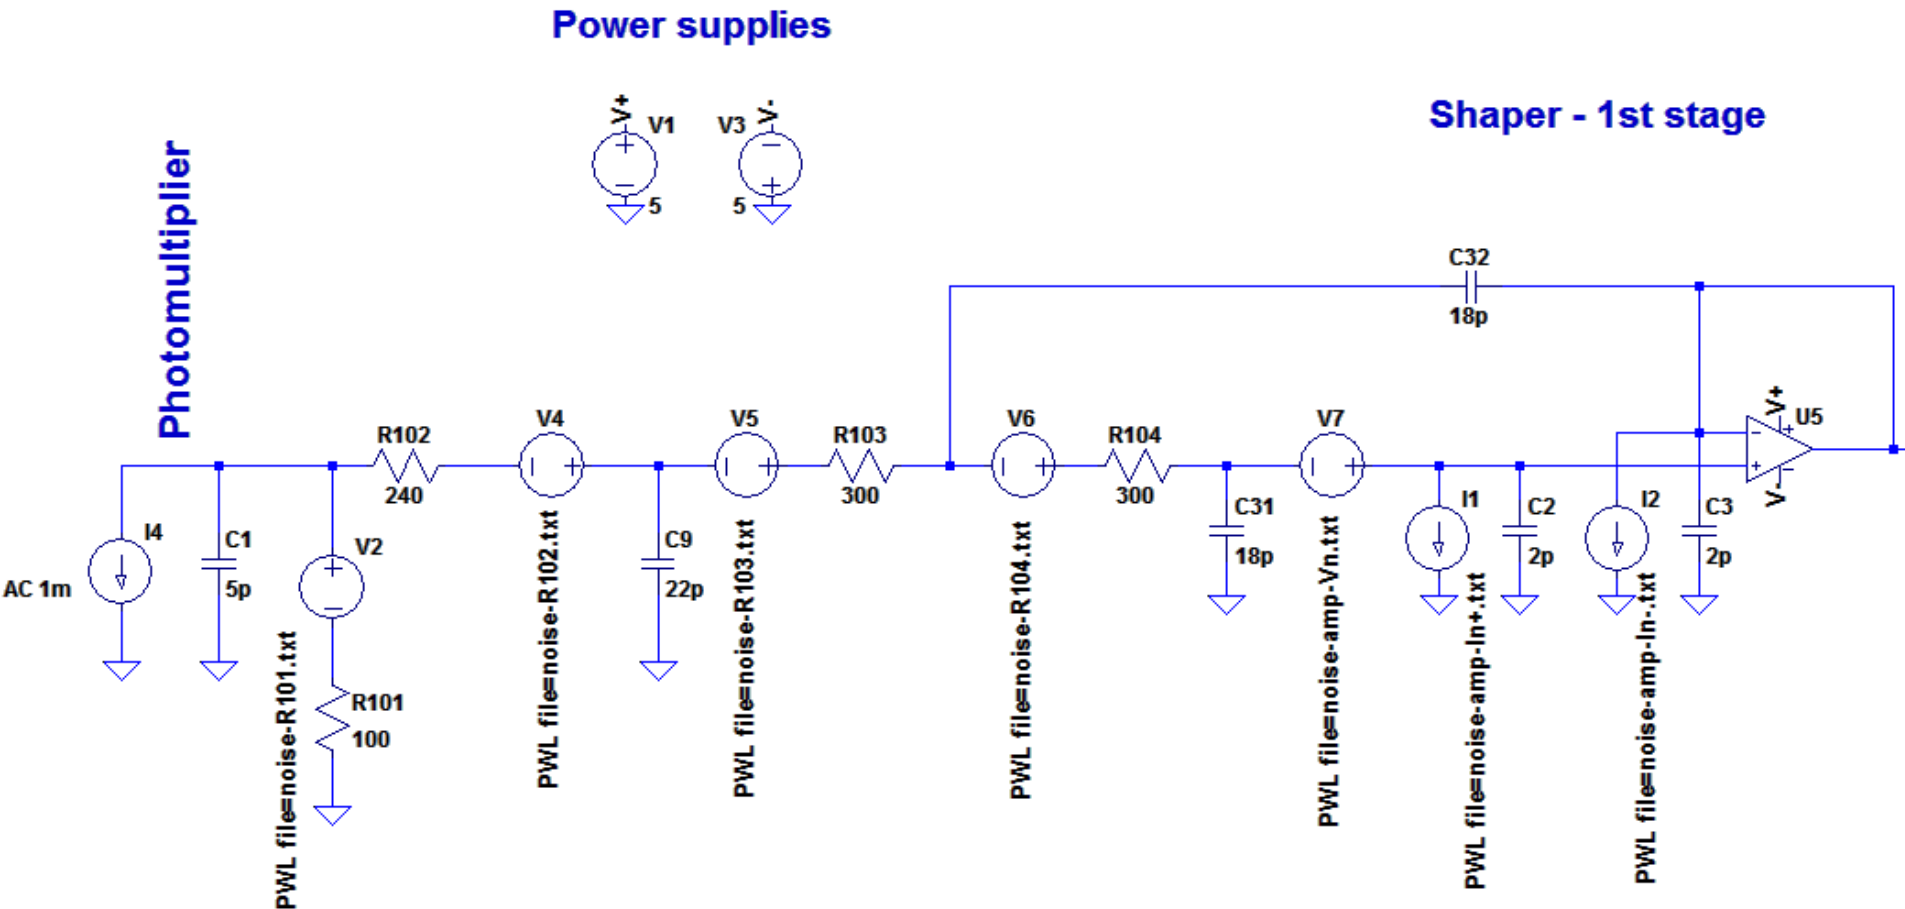 Power supplies
Shaper - 1st stage
Photomultiplier
V+
V1
5
V-
V3
5
C32
18p
I4
AC 1m
C1
5p
V2
PWL file=noise-R101.txt
R101
100
R102
240
V4
PWL file=noise-R102.txt
C9
22p
V5
PWL file=noise-R103.txt
R103
300
V6
PWL file=noise-R104.txt
R104
300
C31
18p
V7
PWL file=noise-amp-Vn.txt
I1
PWL file=noise-amp-In+.txt
C2
2p
I2
PWL file=noise-amp-In-.txt
C3
2p
V+
U5
V-